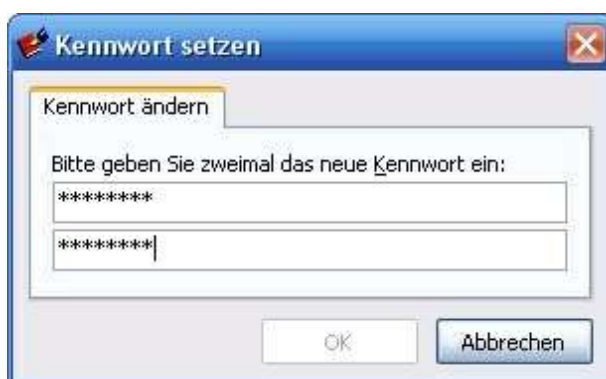 Kennwort setzen
Kennwort ändern
Bitte geben Sie zweimal das neue Kennwort ein:
********
********
OK
Abbrechen